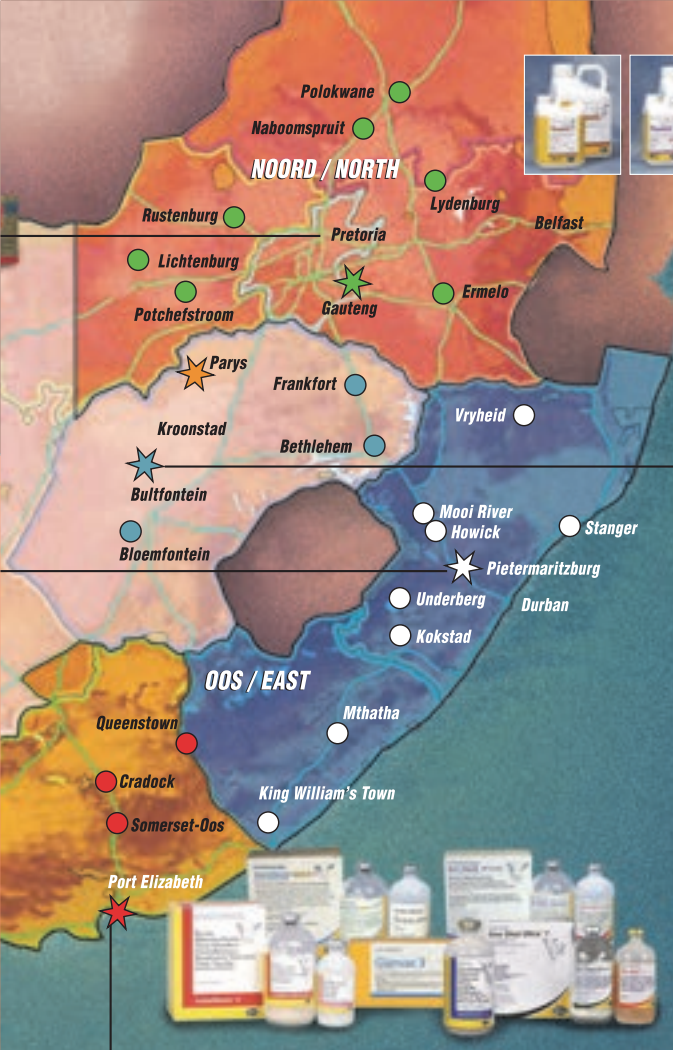 Polokwane
Naboomspruit
NOORD / NORTH
Lydenburg
Rustenburg
Belfast
Pretoria
Lichtenburg
Ermelo
Potchefstroom
Gauteng
Parys
Frankfort
Vryheid
Kroonstad
Bethlehem
Bultfontein
Mooi River
Howick
Stanger
Bloemfontein
Pietermaritzburg
Underberg
Durban
Kokstad
OOS / EAST
Mthatha
Queenstown
Cradock
King William's Town
Somerset-Oos
Port Elizabeth